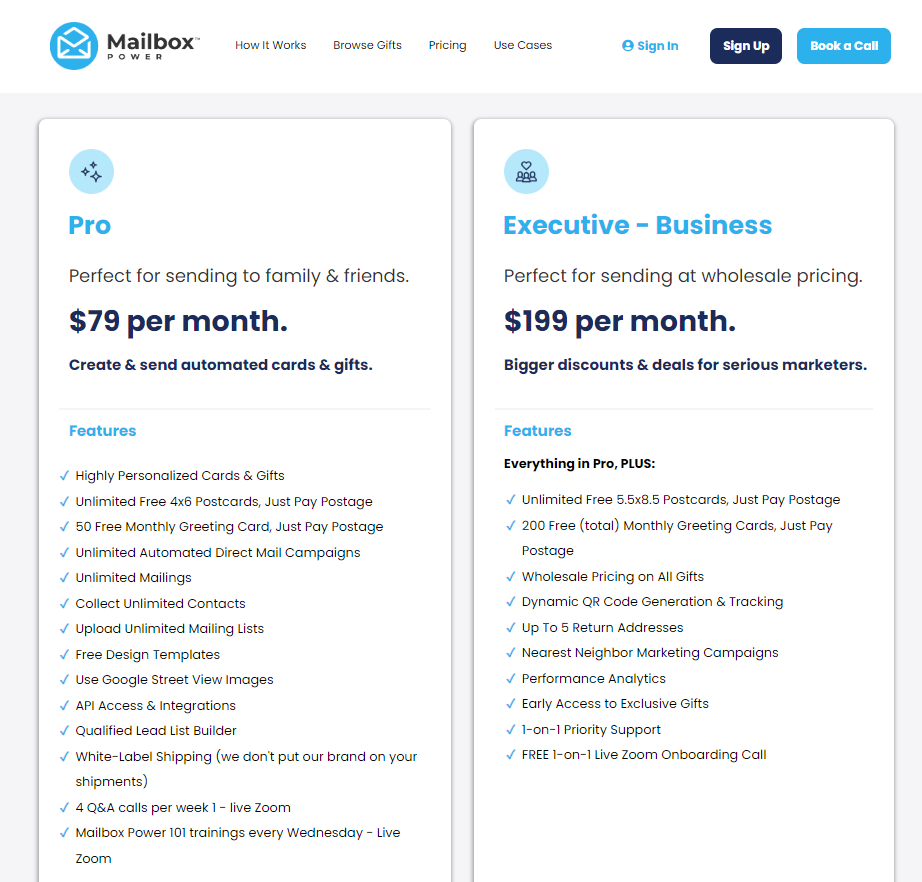 Mailbox™
POWER
How It Works
Browse Gifts
Pricing
Use Cases
Sign In
Sign Up
Book a Call
Pro
Perfect for sending to family & friends.
$79 per month.
Create & send automated cards & gifts.
Features
Highly Personalized Cards & Gifts
Unlimited Free 4x6 Postcards, Just Pay Postage
50 Free Monthly Greeting Card, Just Pay Postage
Unlimited Automated Direct Mail Campaigns
Unlimited Mailings
Collect Unlimited Contacts
Upload Unlimited Mailing Lists
Free Design Templates
Use Google Street View Images
API Access & Integrations
Qualified Lead List Builder
White-Label Shipping (we don't put our brand on your
shipments)
4 Q&A calls per week 1 - live Zoom
Mailbox Power 101 trainings every Wednesday - Live
Zoom
Executive - Business
Perfect for sending at wholesale pricing.
$199 per month.
Bigger discounts & deals for serious marketers.
Features
Everything in Pro, PLUS:
Unlimited Free 5.5x8.5 Postcards, Just Pay Postage
200 Free (total) Monthly Greeting Cards, Just Pay
Postage
Wholesale Pricing on All Gifts
Dynamic QR Code Generation & Tracking
Up To 5 Return Addresses
Nearest Neighbor Marketing Campaigns
Performance Analytics
Early Access to Exclusive Gifts
1-on-1 Priority Support
FREE 1-on-1 Live Zoom Onboarding Call